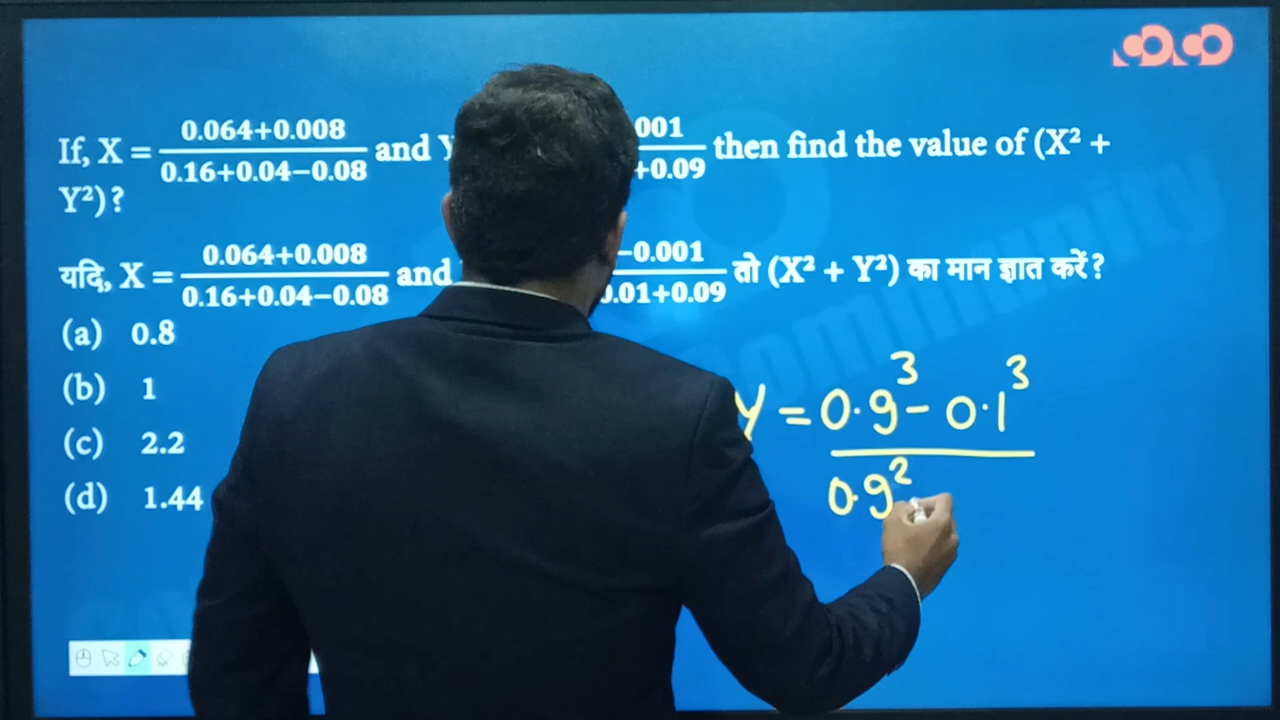 If, X = 0.064+0.008 / 0.16+0.04−0.08 and Y 001 / +0.09 then find the value of (X² +
Y²)?
यदि, X = 0.064+0.008 / 0.16+0.04−0.08 and −0.001 / .01+0.09 तो (X² + Y²) का मान ज्ञात करें?
(a) 0.8
(b) 1
(c) 2.2
(d) 1.44
y = 0.9³ - 0.1³
0.9²